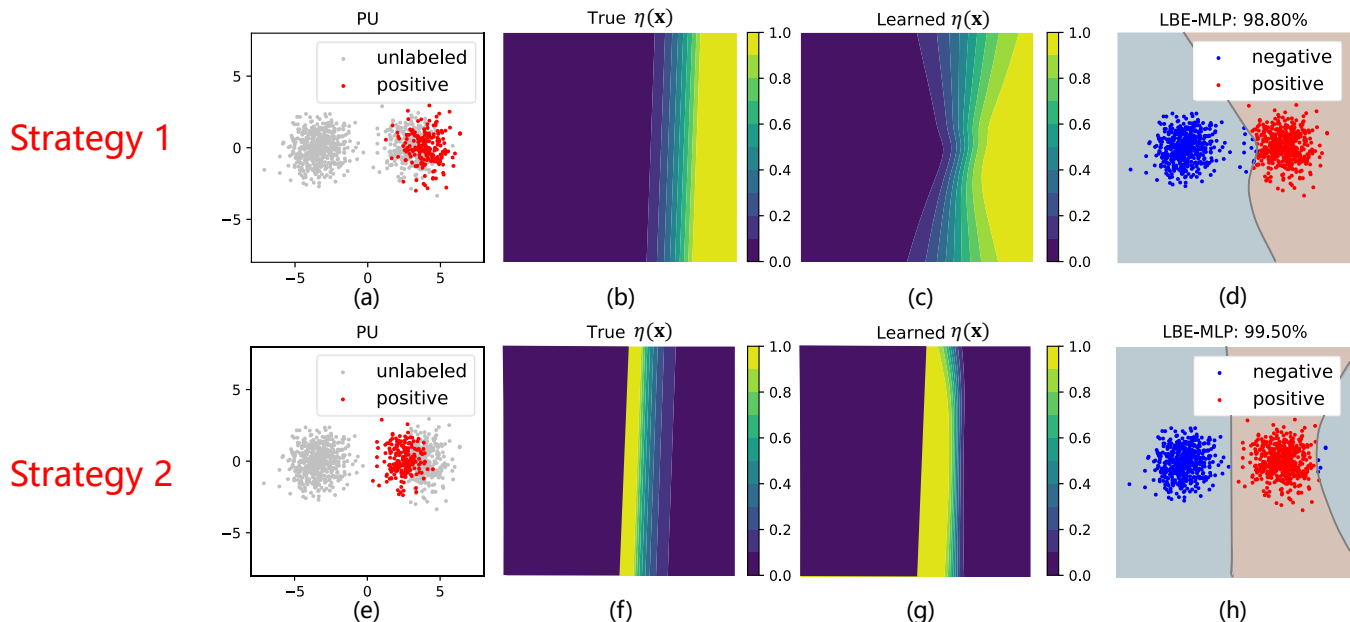 PU
True η(x)
Learned η(x)
LBE-MLP: 98.80%
Strategy 1
unlabeled
positive
5
0
−5
−5
0
5
1.0
0.8
0.6
0.4
0.2
0.0
1.0
0.8
0.6
0.4
0.2
0.0
negative
positive
(a)
(b)
(c)
(d)
PU
True η(x)
Learned η(x)
LBE-MLP: 99.50%
Strategy 2
unlabeled
positive
5
0
−5
−5
0
5
1.0
0.8
0.6
0.4
0.2
0.0
1.0
0.8
0.6
0.4
0.2
0.0
negative
positive
(e)
(f)
(g)
(h)